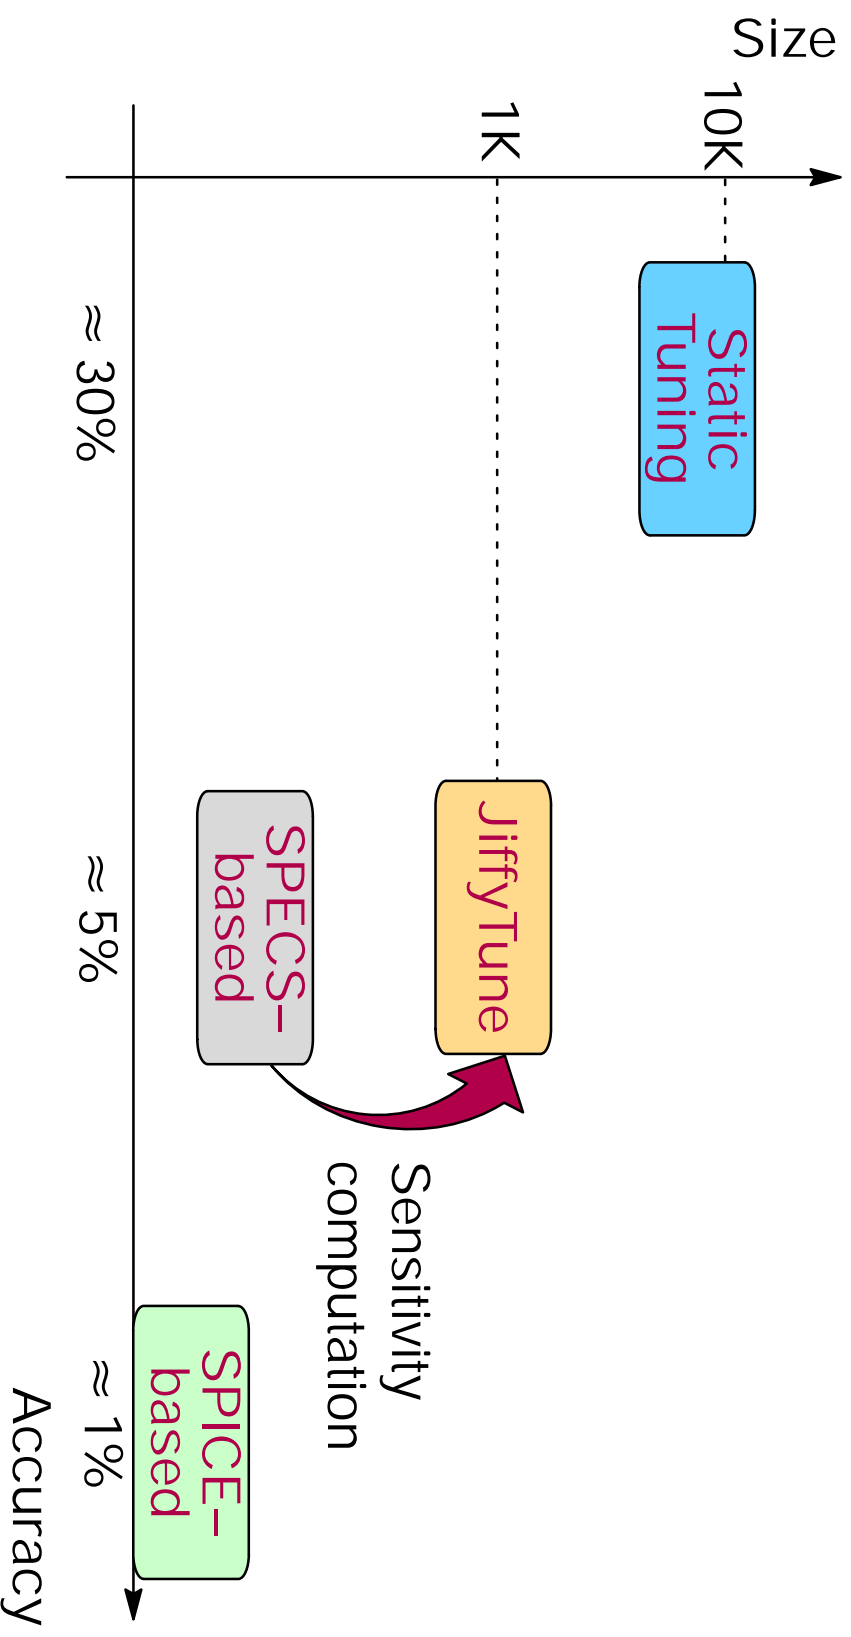 Size
10K
Static
Tuning
1K
JiffyTune
SPECS–
based
Sensitivity
computation
SPICE–
based
≈ 30%
≈ 5%
≈ 1%
Accuracy